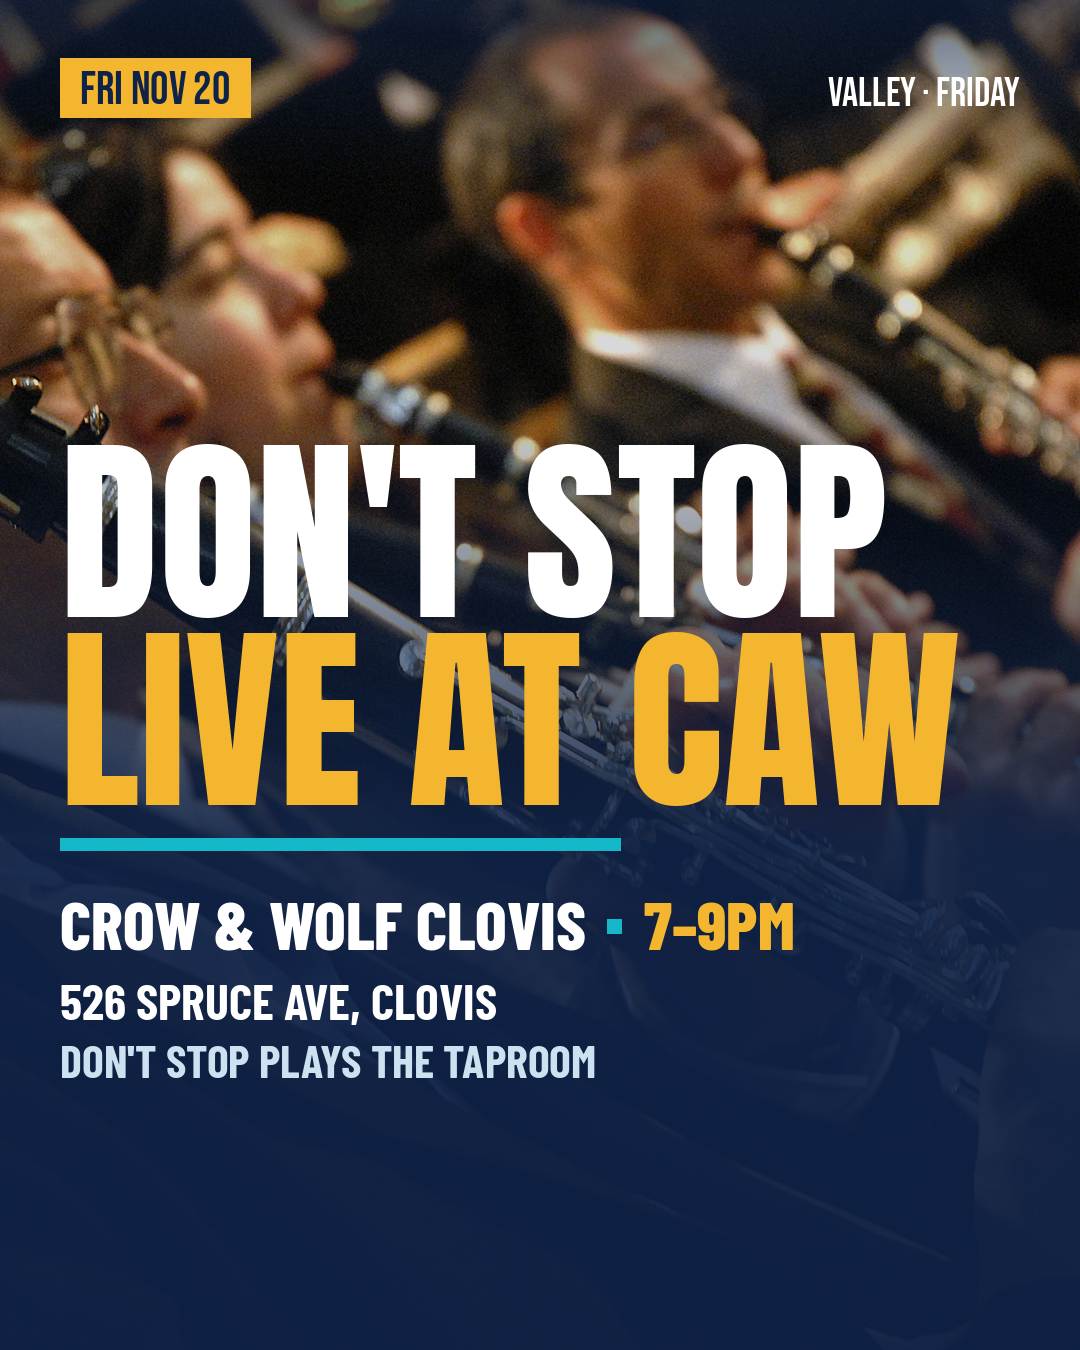 FRI NOV 20
VALLEY · FRIDAY
DON'T STOP
LIVE AT CAW
CROW & WOLF CLOVIS ▪ 7–9PM
526 SPRUCE AVE, CLOVIS
DON'T STOP PLAYS THE TAPROOM